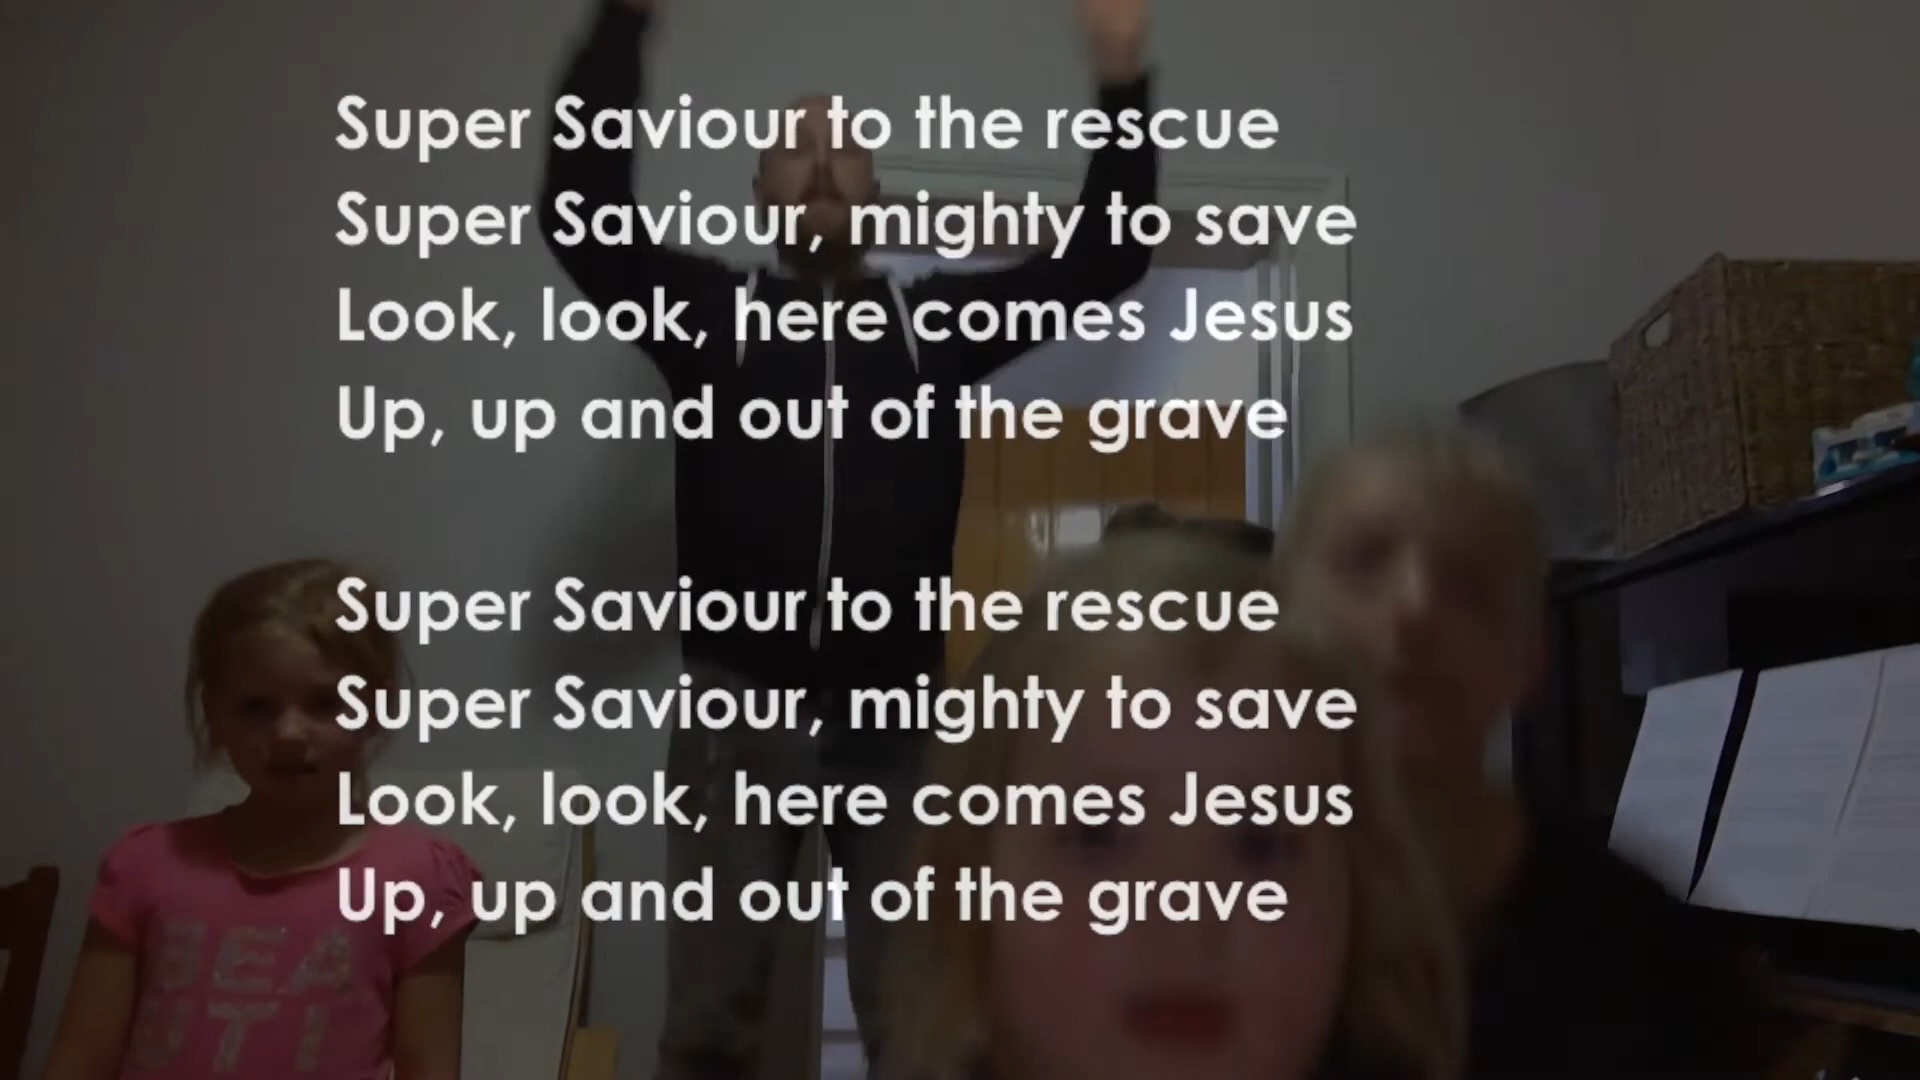 Super Saviour to the rescue
Super Saviour, mighty to save
Look, look, here comes Jesus
Up, up and out of the grave
Super Saviour to the rescue
Super Saviour, mighty to save
Look, look, here comes Jesus
Up, up and out of the grave
BEA
UTI